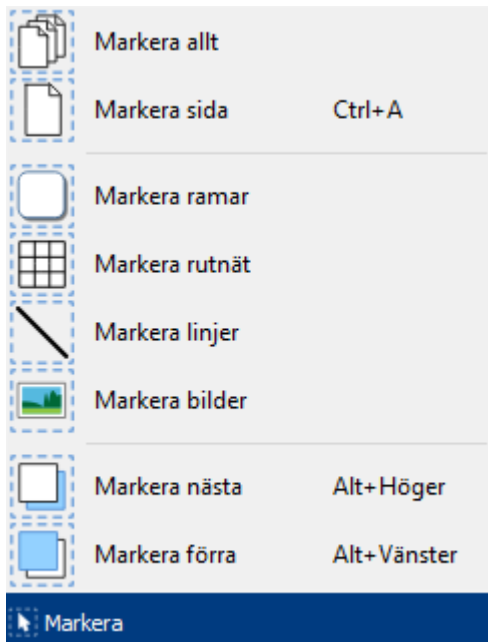 Markera allt
Markera sida Ctrl+A
Markera ramar
Markera rutnät
Markera linjer
Markera bilder
Markera nästa Alt+Höger
Markera förra Alt+Vänster
Markera